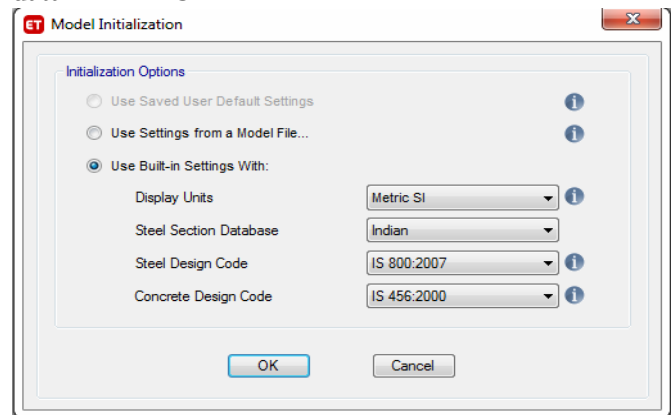 ET Model Initialization
Initialization Options
Use Saved User Default Settings
Use Settings from a Model File...
Use Built-in Settings With:
Display Units Metric SI
Steel Section Database Indian
Steel Design Code IS 800:2007
Concrete Design Code IS 456:2000
OK Cancel